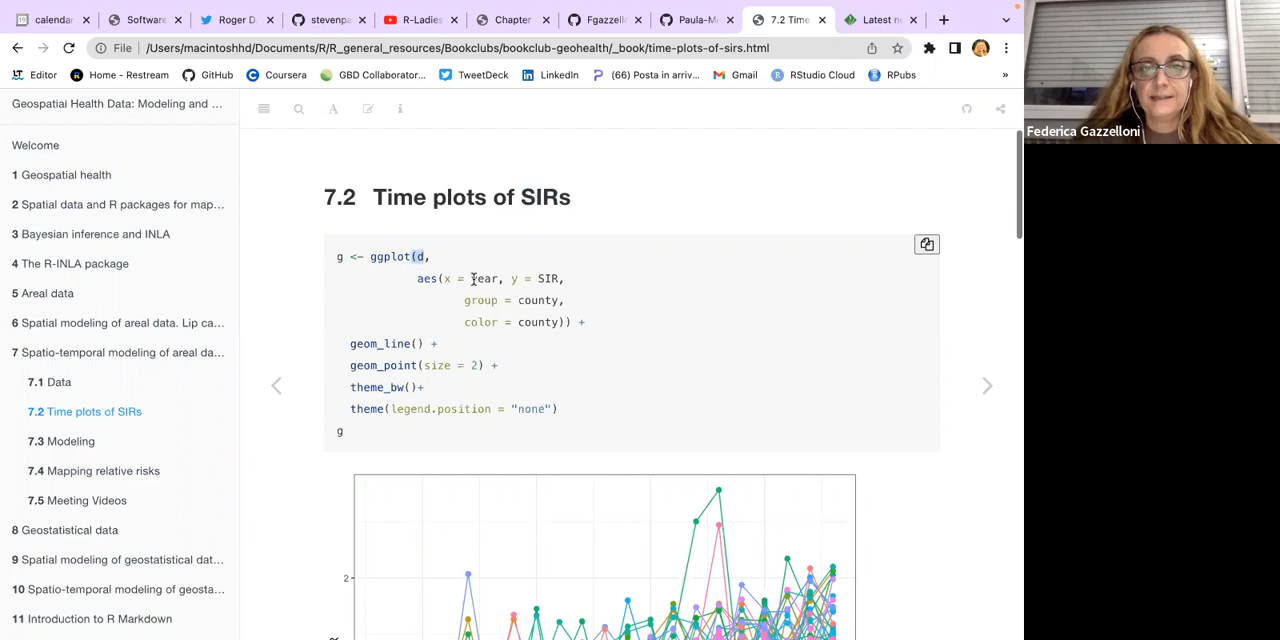 calendar
Software
Roger D.
stevenpa
R-Ladies
Chapter
Fgazzello
Paula-Mo
7.2 Time
Latest ne
File /Users/macintoshhd/Documents/R/R_general_resources/Bookclubs/bookclub-geohealth/_book/time-plots-of-sirs.html
Editor
Home - Restream
GitHub
Coursera
GBD Collaborator...
TweetDeck
LinkedIn
(66) Posta in arriv...
Gmail
RStudio Cloud
RPubs
»
Federica Gazzelloni
Geospatial Health Data: Modeling and ...
Welcome
1 Geospatial health
2 Spatial data and R packages for map...
3 Bayesian inference and INLA
4 The R-INLA package
5 Areal data
6 Spatial modeling of areal data. Lip ca...
7 Spatio-temporal modeling of areal da...
7.1 Data
7.2 Time plots of SIRs
7.3 Modeling
7.4 Mapping relative risks
7.5 Meeting Videos
8 Geostatistical data
9 Spatial modeling of geostatistical dat...
10 Spatio-temporal modeling of geosta...
11 Introduction to R Markdown
7.2 Time plots of SIRs
g <- ggplot(d,
aes(x = year, y = SIR,
group = county,
color = county)) +
geom_line() +
geom_point(size = 2) +
theme_bw()+
theme(legend.position = "none")
g
2